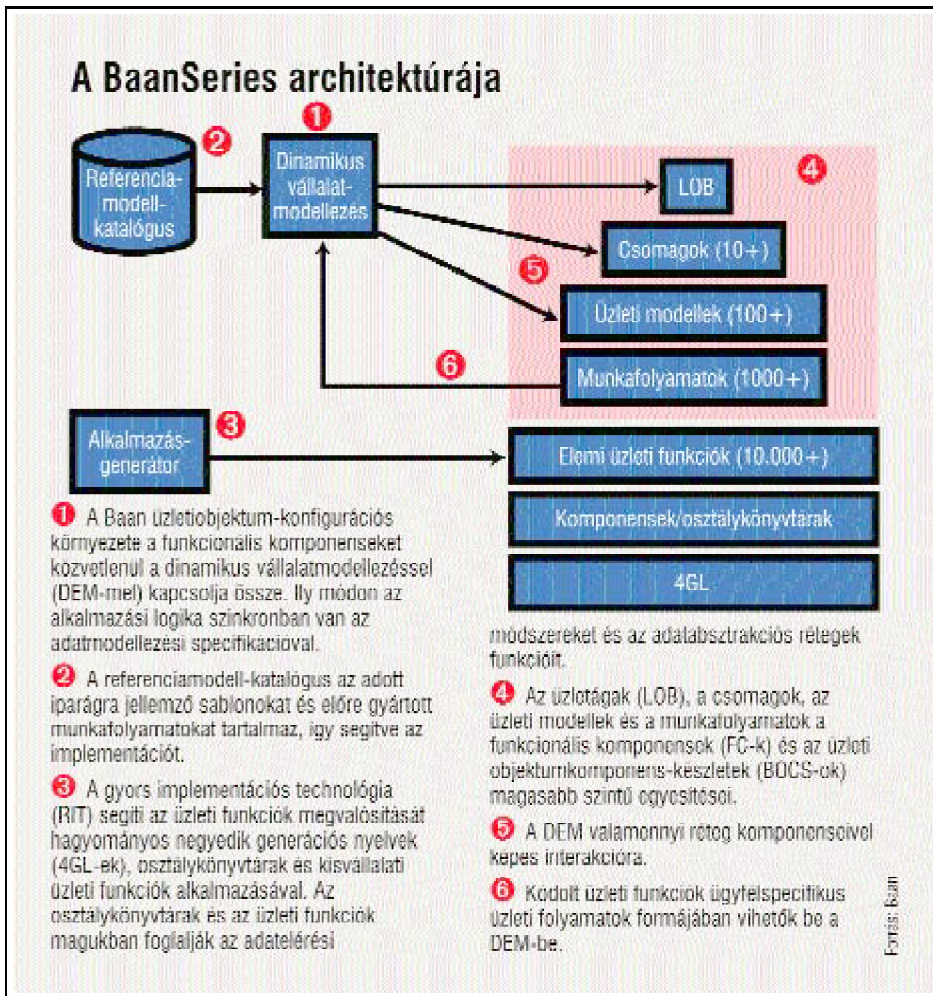 A BaanSeries architektúrája
1
2
Referencia-
modell-
katalógus
Dinamikus
vállalat-
modellezés
4
LOB
Csomagok (10+)
5
Üzleti modellek (100+)
6
Munkafolyamatok (1000+)
3
Alkalmazás-
generátor
Elemi üzleti funkciók (10.000+)
Komponensek/osztálykönyvtárak
4GL
1 A Baan üzletiobjektum-konfigurációs
környezete a funkcionális komponenseket
közvetlenül a dinamikus vállalatmodellezéssel
(DEM-mel) kapcsolja össze. Ily módon az
alkalmazási logika szinkronban van az
adatmodellezési specifikációval.
2 A referenciamodell-katalógus az adott
iparágra jellemző sablonokat és előre gyártott
munkafolyamatokat tartalmaz, így segítve az
implementációt.
3 A gyors implementációs technológia
(RIT) segíti az üzleti funkciók megvalósítását
hagyományos negyedik generációs nyelvek
(4GL-ek), osztálykönyvtárak és kisvállalati
üzleti funkciók alkalmazásával. Az
osztálykönyvtárak és az üzleti funkciók
magukban foglalják az adatelérési
módszereket és az adatabsztrakciós rétegek
funkcióit.
4 Az üzletágak (LOB), a csomagok, az
üzleti modellek és a munkafolyamatok a
funkcionális komponensek (FC-k) és az üzleti
objektumkomponens-készletek (BOCS-ok)
magasabb szintű egyesítései.
5 A DEM valamennyi réteg komponenseivel
képes interakcióra.
6 Kódolt üzleti funkciók ügyfélspecifikus
üzleti folyamatok formájában vihetők be a
DEM-be.
Forrás: Baan